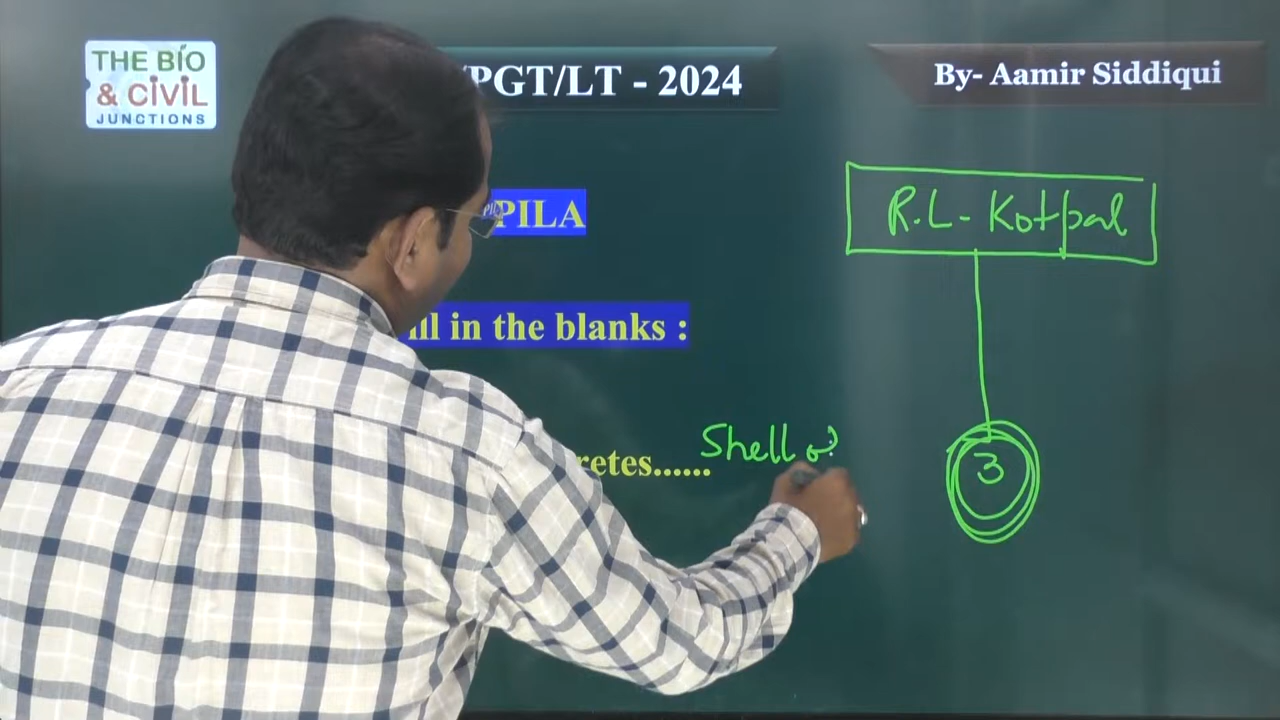 THE BIO
& CIVIL
JUNCTIONS
/PGT/LT - 2024
By- Aamir Siddiqui
PILA
R.L - Kotpal
ill in the blanks :
retes...... Shell
3